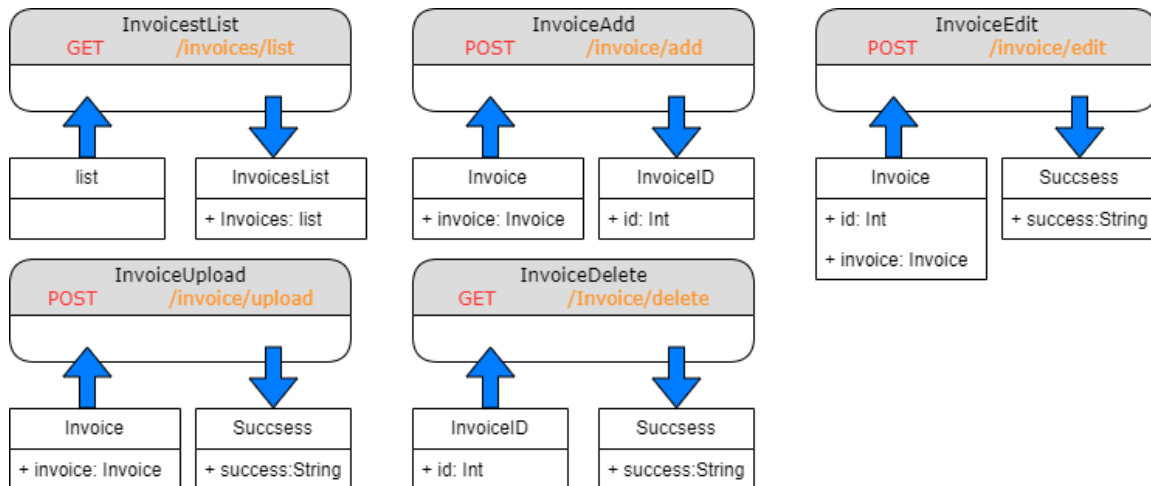 InvoicestList
GET /invoices/list
list
InvoicesList
+ Invoices: list
InvoiceAdd
POST /invoice/add
Invoice
+ invoice: Invoice
InvoiceID
+ id: Int
InvoiceEdit
POST /invoice/edit
Invoice
+ id: Int
+ invoice: Invoice
Succsess
+ success:String
InvoiceUpload
POST /invoice/upload
Invoice
+ invoice: Invoice
Succsess
+ success:String
InvoiceDelete
GET /Invoice/delete
InvoiceID
+ id: Int
Succsess
+ success:String